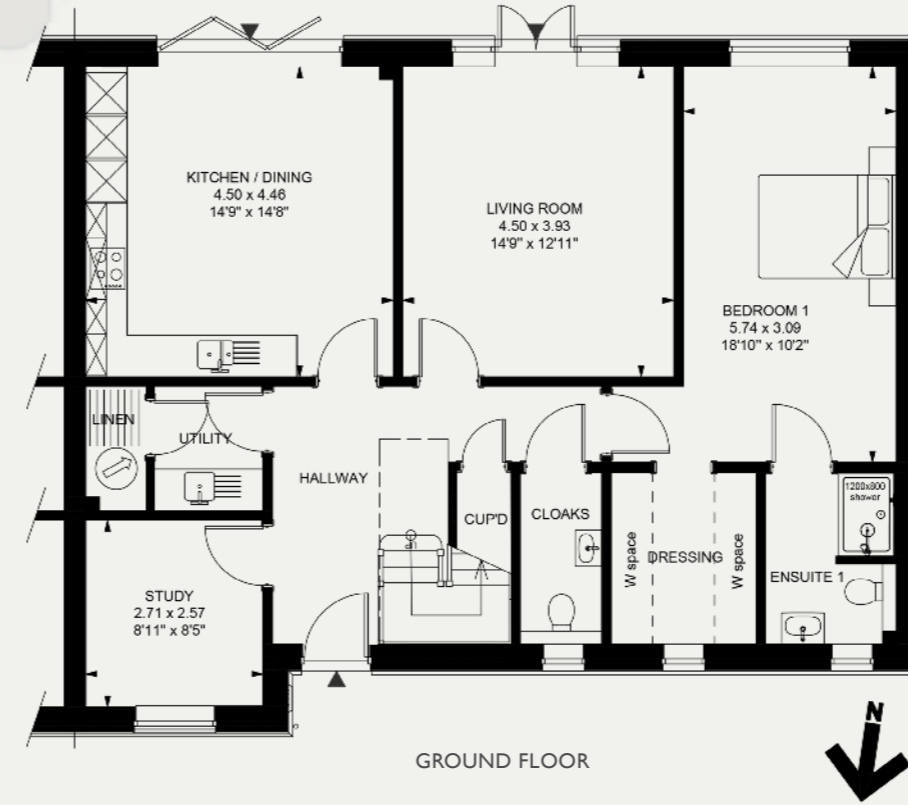 KITCHEN / DINING
4.50 x 4.46
14'9" x 14'8"
LIVING ROOM
4.50 x 3.93
14'9" x 12'11"
BEDROOM 1
5.74 x 3.09
18'10" x 10'2"
LINEN
UTILITY
HALLWAY
CUP'D
CLOAKS
W space
DRESSING
W space
1200x800
shower
ENSUITE 1
STUDY
2.71 x 2.57
8'11" x 8'5"
N
GROUND FLOOR